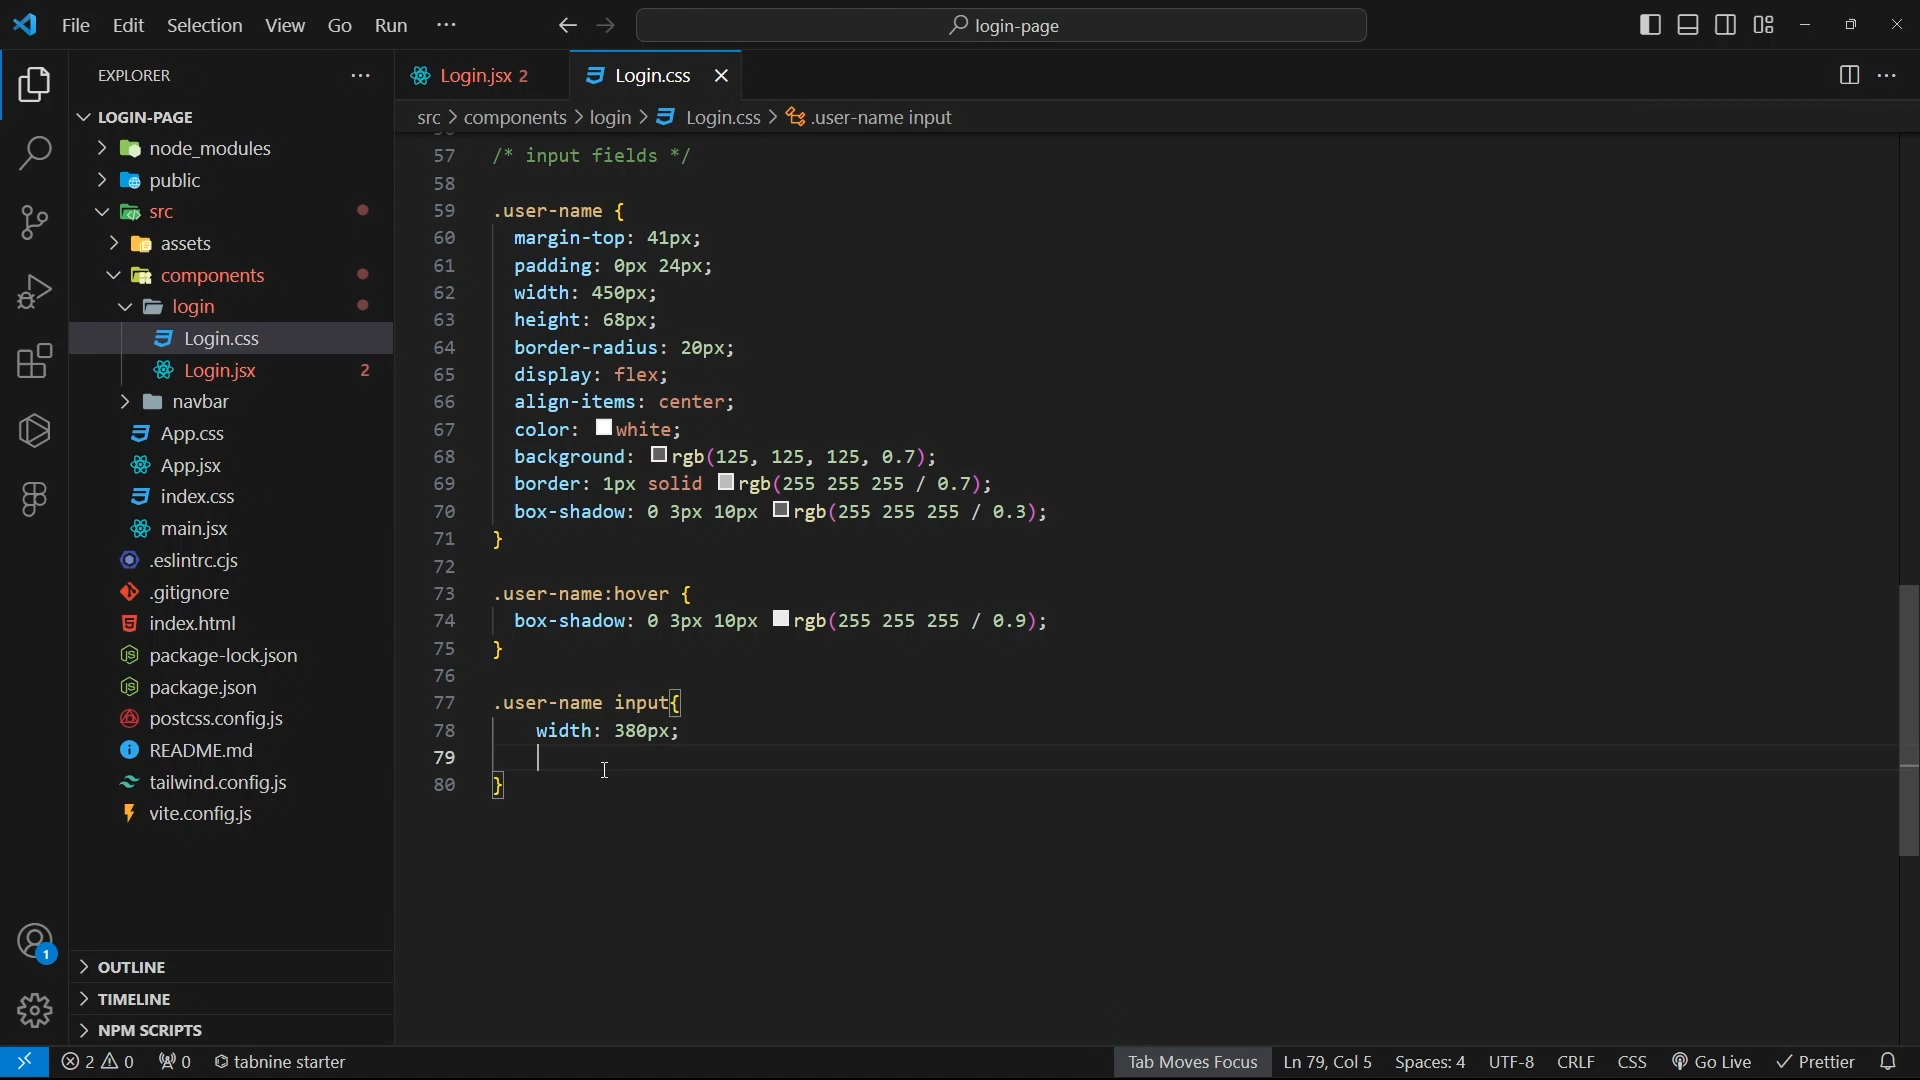 File Edit Selection View Go Run ···
login-page
EXPLORER ···
LOGIN-PAGE
node_modules
public
src
assets
components
login
Login.css
Login.jsx 2
navbar
App.css
App.jsx
index.css
main.jsx
.eslintrc.cjs
.gitignore
index.html
package-lock.json
package.json
postcss.config.js
README.md
tailwind.config.js
vite.config.js
OUTLINE
TIMELINE
NPM SCRIPTS
1
Login.jsx 2 Login.css
src > components > login > Login.css > .user-name input
57 /* input fields */
58
59 .user-name {
60 margin-top: 41px;
61 padding: 0px 24px;
62 width: 450px;
63 height: 68px;
64 border-radius: 20px;
65 display: flex;
66 align-items: center;
67 color: white;
68 background: rgb(125, 125, 125, 0.7);
69 border: 1px solid rgb(255 255 255 / 0.7);
70 box-shadow: 0 3px 10px rgb(255 255 255 / 0.3);
71 }
72
73 .user-name:hover {
74 box-shadow: 0 3px 10px rgb(255 255 255 / 0.9);
75 }
76
77 .user-name input{
78 width: 380px;
79
80 }
2 0 0 tabnine starter Tab Moves Focus Ln 79, Col 5 Spaces: 4 UTF-8 CRLF CSS Go Live Prettier